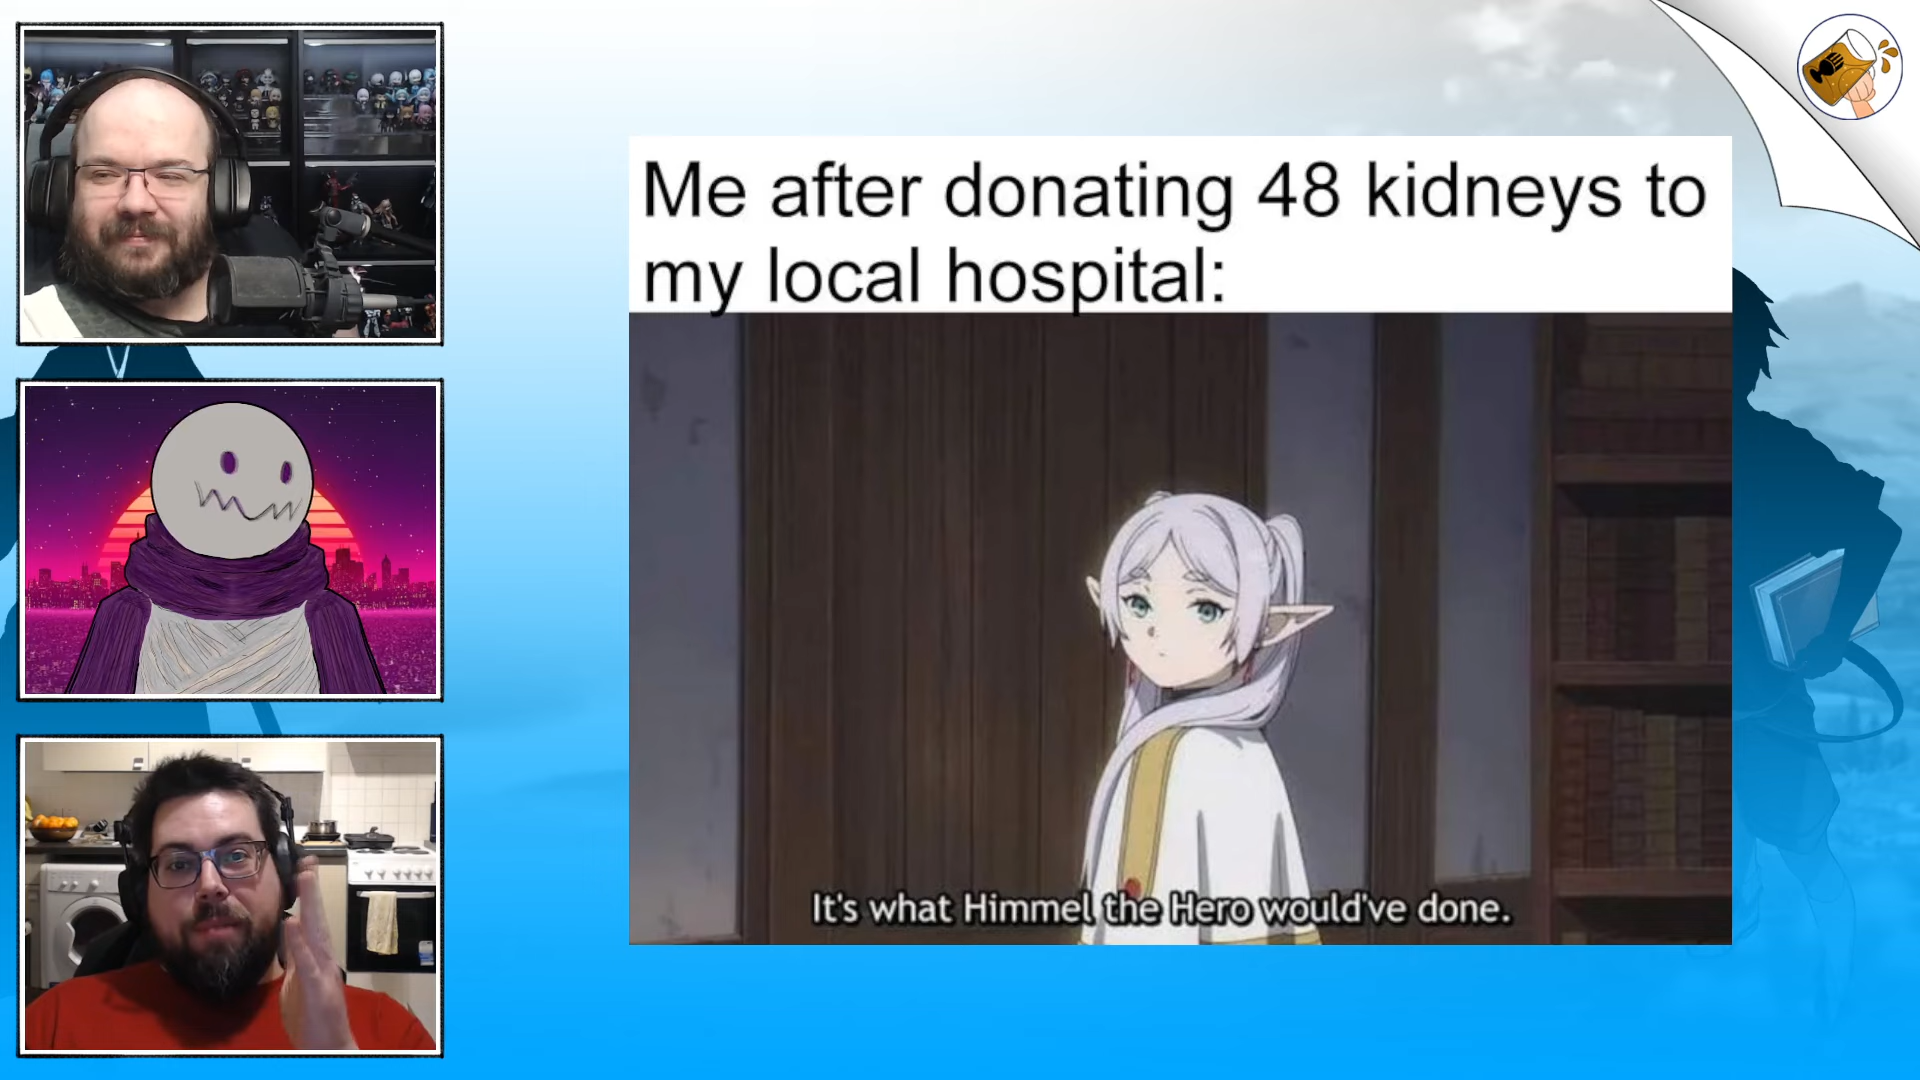 Me after donating 48 kidneys to
my local hospital:
It's what Himmel the Hero would've done.